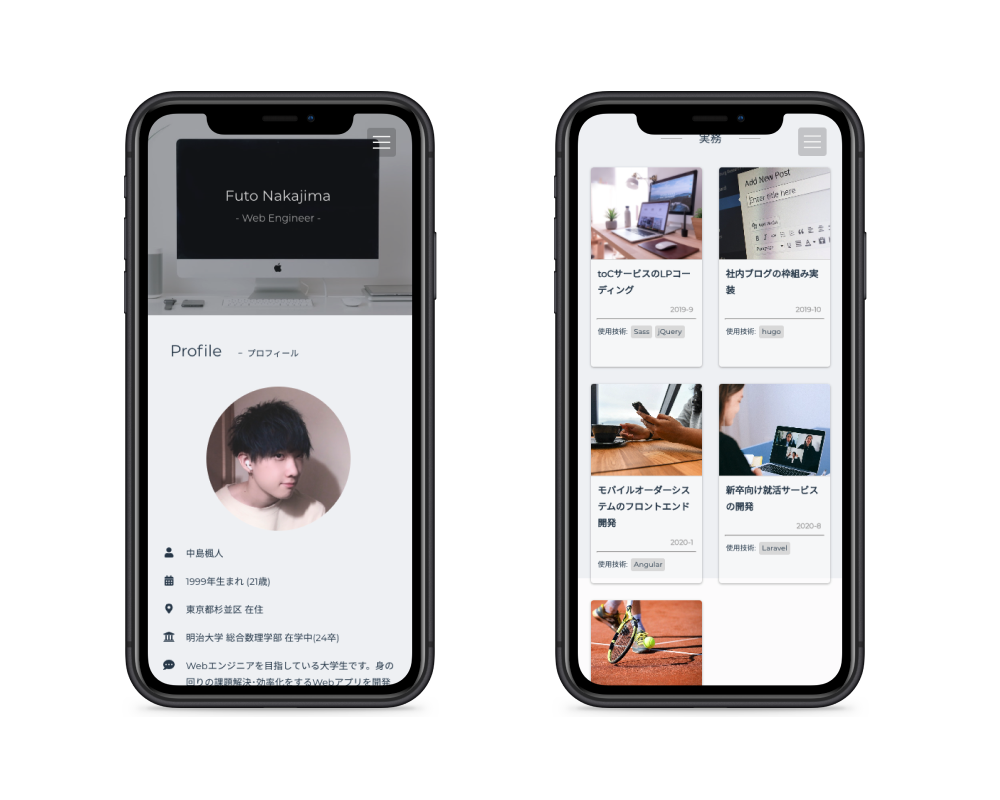 Futo Nakajima
- Web Engineer -
Profile - プロフィール
中島楓人
1999年生まれ (21歳)
東京都杉並区 在住
明治大学 総合数理学部 在学中(24卒)
Webエンジニアを目指している大学生です。身の
回りの課題解決・効率化をするWebアプリを開発
実務
Add New Post
Enter title here
Paragraph
toCサービスのLPコー
ディング
2019-9
使用技術: Sass jQuery
社内ブログの枠組み実
装
2019-10
使用技術: hugo
モバイルオーダーシス
テムのフロントエンド
開発
2020-1
使用技術: Angular
新卒向け就活サービス
の開発
2020-8
使用技術: Laravel